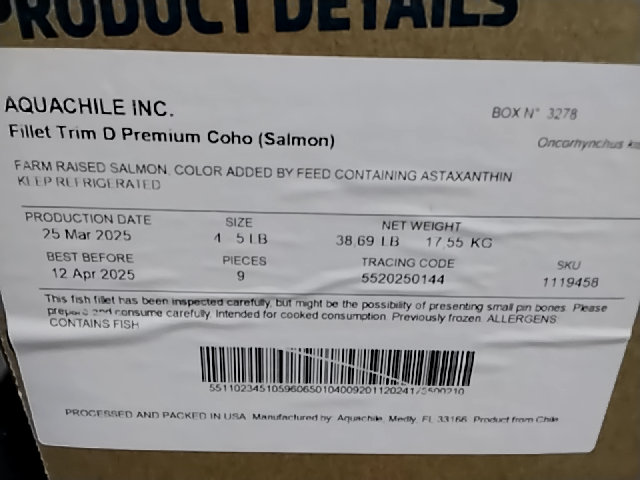 PRODUCT DETAILS
AQUACHILE INC.
BOX N° 3278
Fillet Trim D Premium Coho (Salmon)
Oncorhynchus
FARM RAISED SALMON, COLOR ADDED BY FEED CONTAINING ASTAXANTHIN
KEEP REFRIGERATED
PRODUCTION DATE SIZE NET WEIGHT
25 Mar 2025 4 5 LB 38.69 LB 17.55 KG
BEST BEFORE PIECES TRACING CODE SKU
12 Apr 2025 9 5520250144 1119458
This fish fillet has been inspected carefully, but might be the possibility of presenting small pin bones. Please
prepare and consume carefully. Intended for cooked consumption. Previously frozen. ALLERGENS:
CONTAINS FISH
PROCESSED AND PACKED IN USA. Manufactured by: Aquachile, Medly, FL 33166. Product from Chile